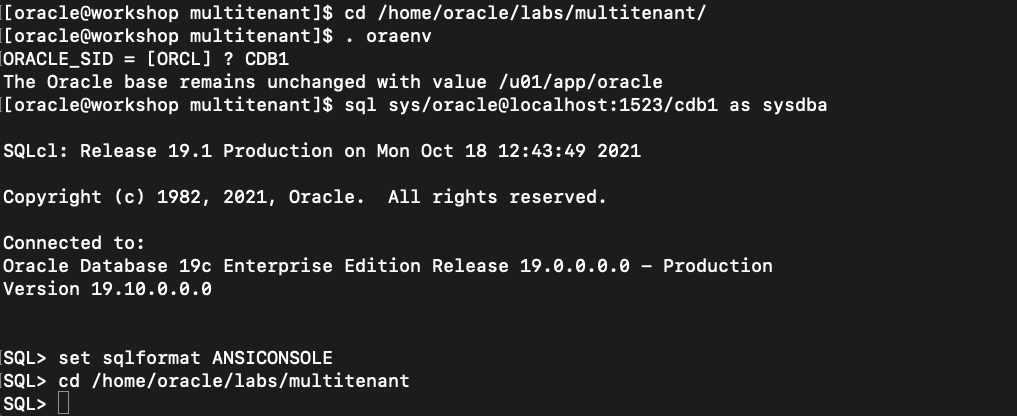 [[oracle@workshop multitenant]$ cd /home/oracle/labs/multitenant/
[[oracle@workshop multitenant]$ . oraenv
ORACLE_SID = [ORCL] ? CDB1
The Oracle base remains unchanged with value /u01/app/oracle
[[oracle@workshop multitenant]$ sql sys/oracle@localhost:1523/cdb1 as sysdba
SQLcl: Release 19.1 Production on Mon Oct 18 12:43:49 2021
Copyright (c) 1982, 2021, Oracle.  All rights reserved.
Connected to:
Oracle Database 19c Enterprise Edition Release 19.0.0.0.0 – Production
Version 19.10.0.0.0
[SQL> set sqlformat ANSICONSOLE
[SQL> cd /home/oracle/labs/multitenant
SQL>